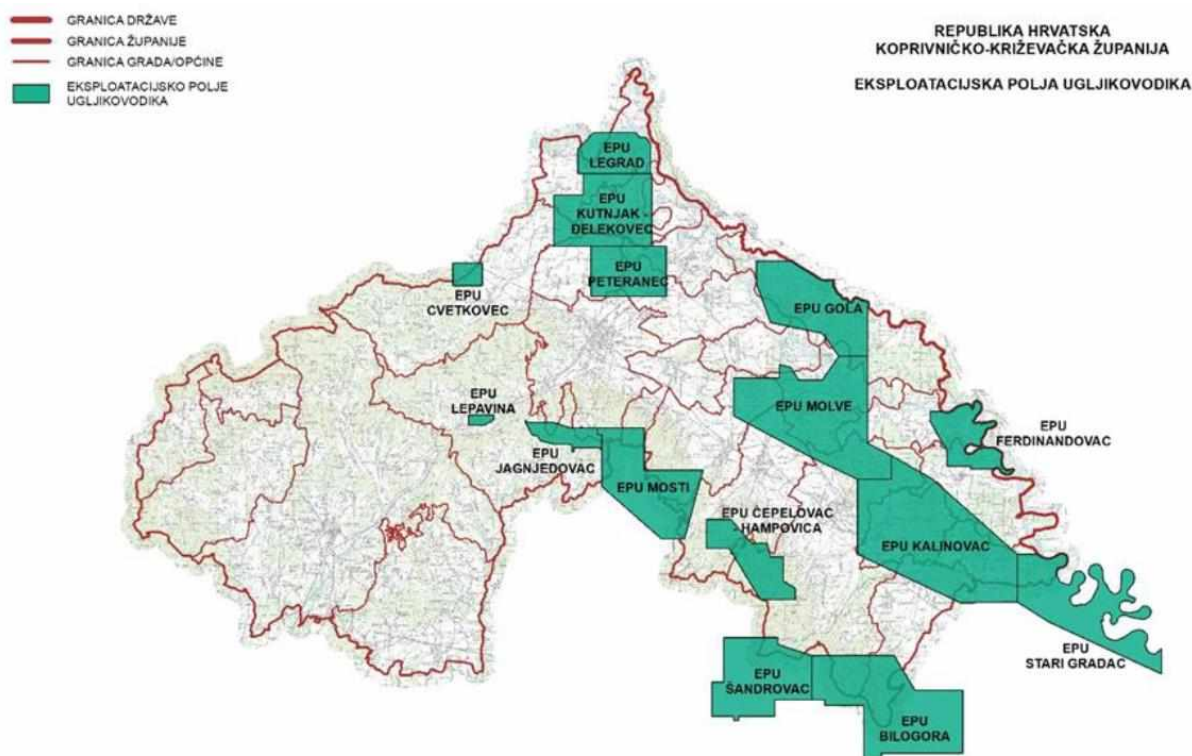 GRANICA DRŽAVE
GRANICA ŽUPANIJE
GRANICA GRADA/OPĆINE
EKSPLOATACIJSKO POLJE
UGLJIKOVODIKA
REPUBLIKA HRVATSKA
KOPRIVNIČKO-KRIŽEVAČKA ŽUPANIJA
EKSPLOATACIJSKA POLJA UGLJIKOVODIKA
EPU
LEGRAD
EPU
KUTNJAK -
ĐELEKOVEC
EPU
PETERANEC
EPU
CVETKOVEC
EPU GOLA
EPU
LEPAVINA
EPU MOLVE
EPU
FERDINANDOVAC
EPU
JAGNJEDOVAC
EPU MOSTI
EPU ČEPELOVAC
- HAMPOVICA
EPU KALINOVAC
EPU
STARI GRADAC
EPU
ŠANDROVAC
EPU
BILOGORA